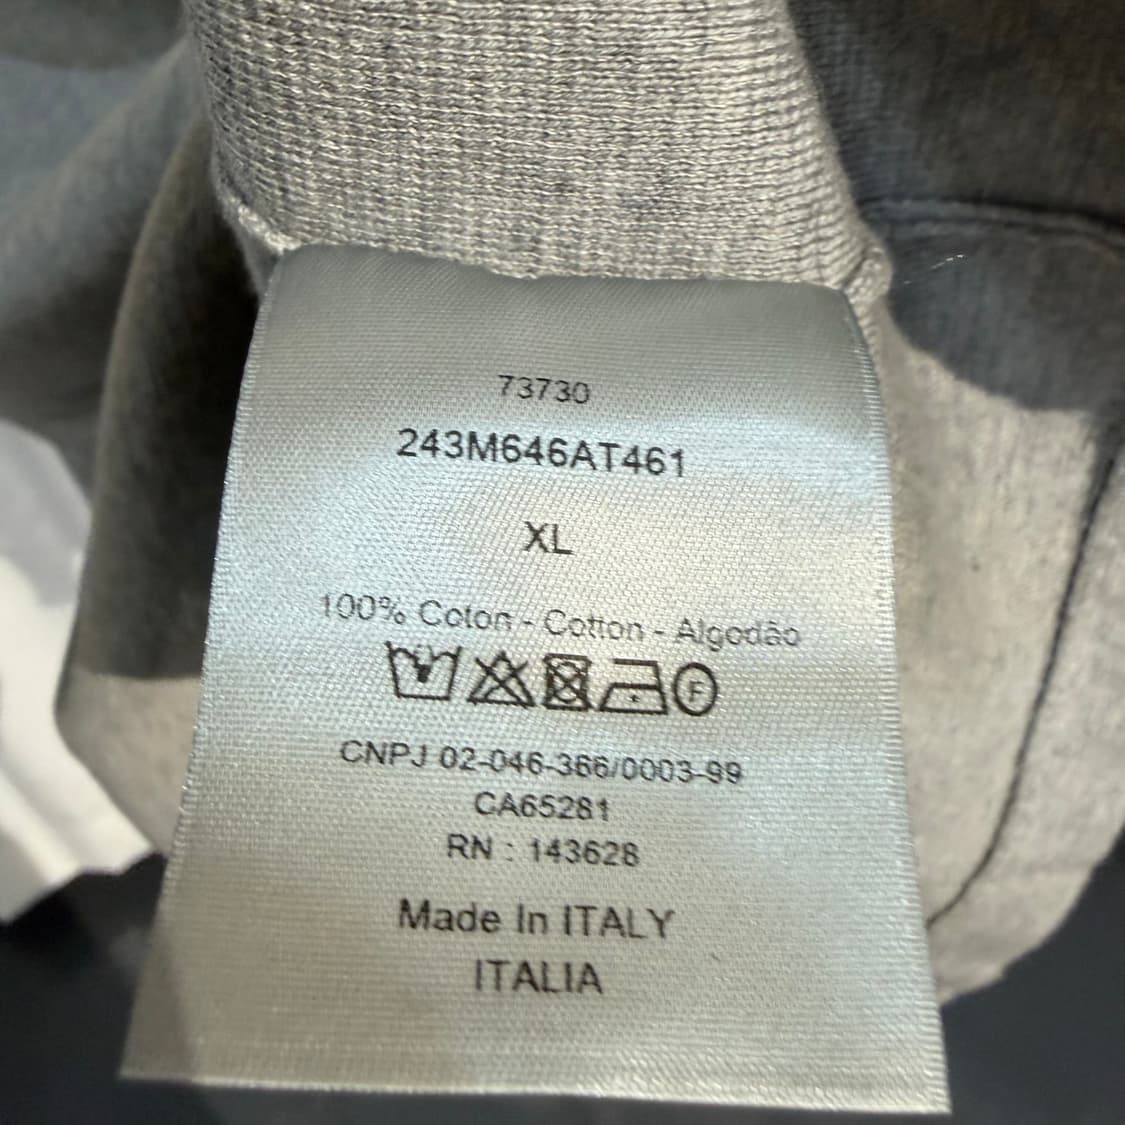 73730
243M646AT461
XL
100% Coton - Cotton - Algodão
F
CNPJ 02-046-366/0003-99
CA65281
RN : 143628
Made In ITALY
ITALIA